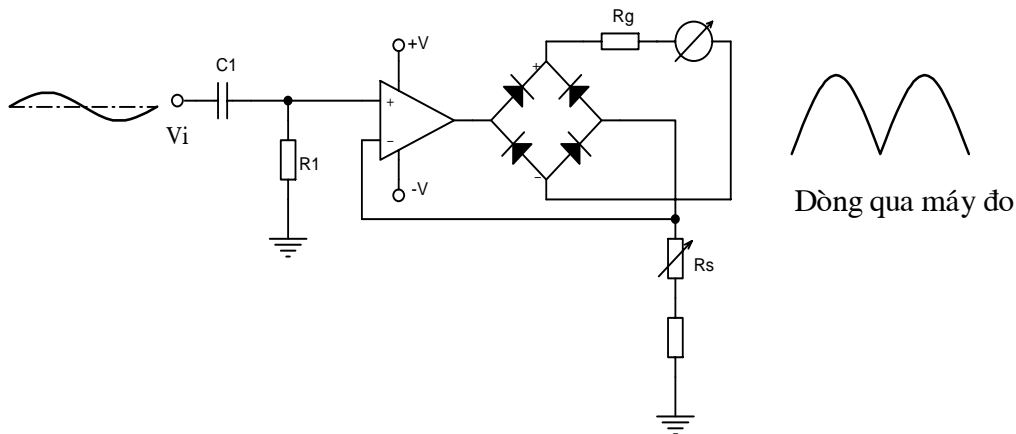 Rg
+V
C1
+
+
Vi
R1
−
−
-V
Dòng qua máy đo
Rs